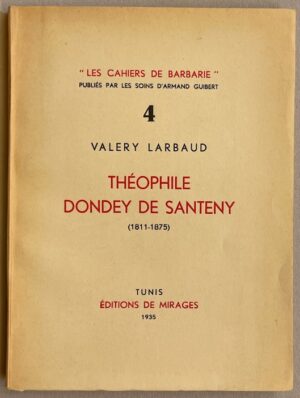 " LES CAHIERS DE BARBARIE "
PUBLIÉS PAR LES SOINS D'ARMAND GUIBERT
4
VALERY LARBAUD
THÉOPHILE
DONDEY DE SANTENY
(1811-1875)
TUNIS
ÉDITIONS DE MIRAGES
1935